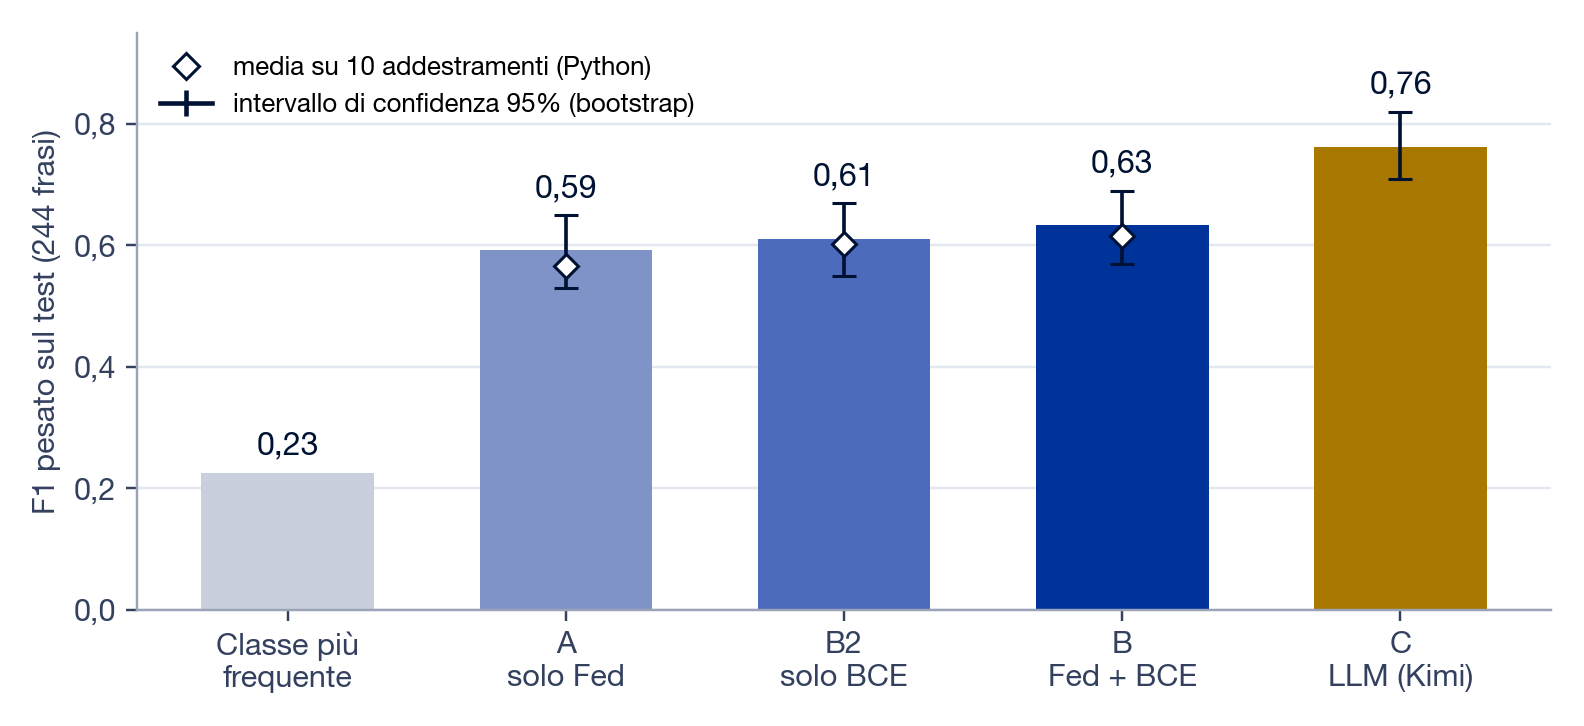 media su 10 addestramenti (Python)
intervallo di confidenza 95% (bootstrap)
F1 pesato sul test (244 frasi)
0,8
0,6
0,4
0,2
0,0
0,23
0,59
0,61
0,63
0,76
Classe più
frequente
A
solo Fed
B2
solo BCE
B
Fed + BCE
C
LLM (Kimi)